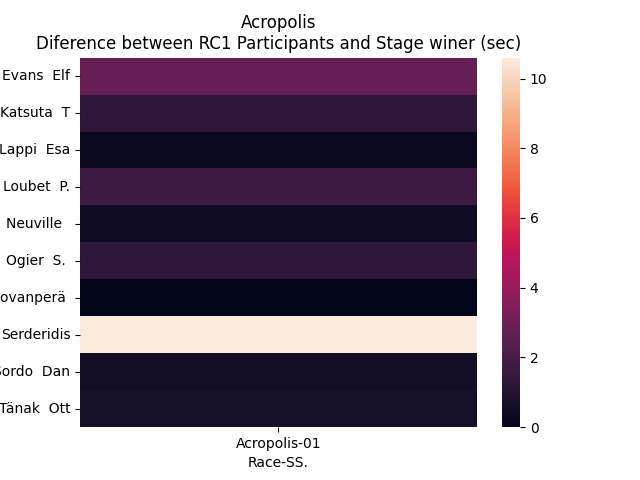 Acropolis
Diference between RC1 Participants and Stage winer (sec)
Evans Elf
Katsuta T
Lappi Esa
Loubet P.
Neuville
Ogier S.
ovanperä
Serderidis
Sordo Dan
Tänak Ott
Acropolis-01
Race-SS.
10
8
6
4
2
0